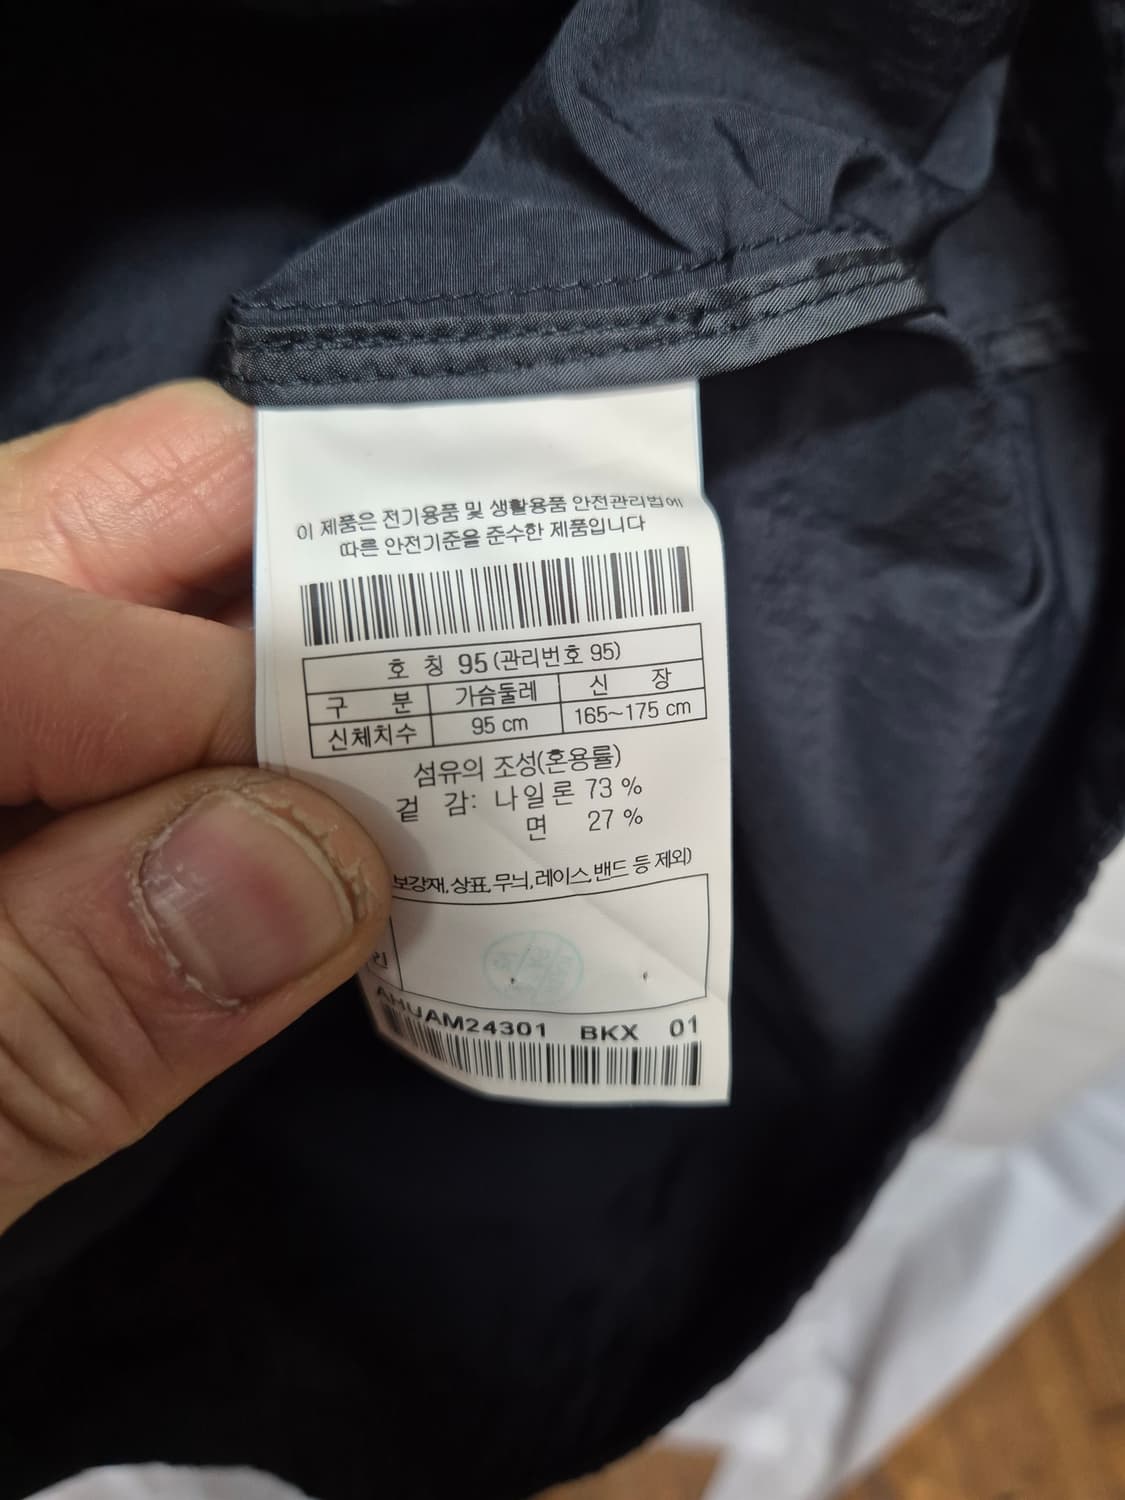 이 제품은 전기용품 및 생활용품 안전관리법에
따른 안전기준을 준수한 제품입니다
호 칭 95(관리번호 95)
구 분 가슴둘레 신 장
신체치수 95 cm 165~175 cm
섬유의 조성(혼용률)
겉 감: 나일론 73 %
면 27 %
보강재,상표,무늬,레이스,밴드 등 제외)
인
AHUAM24301 BKX 01